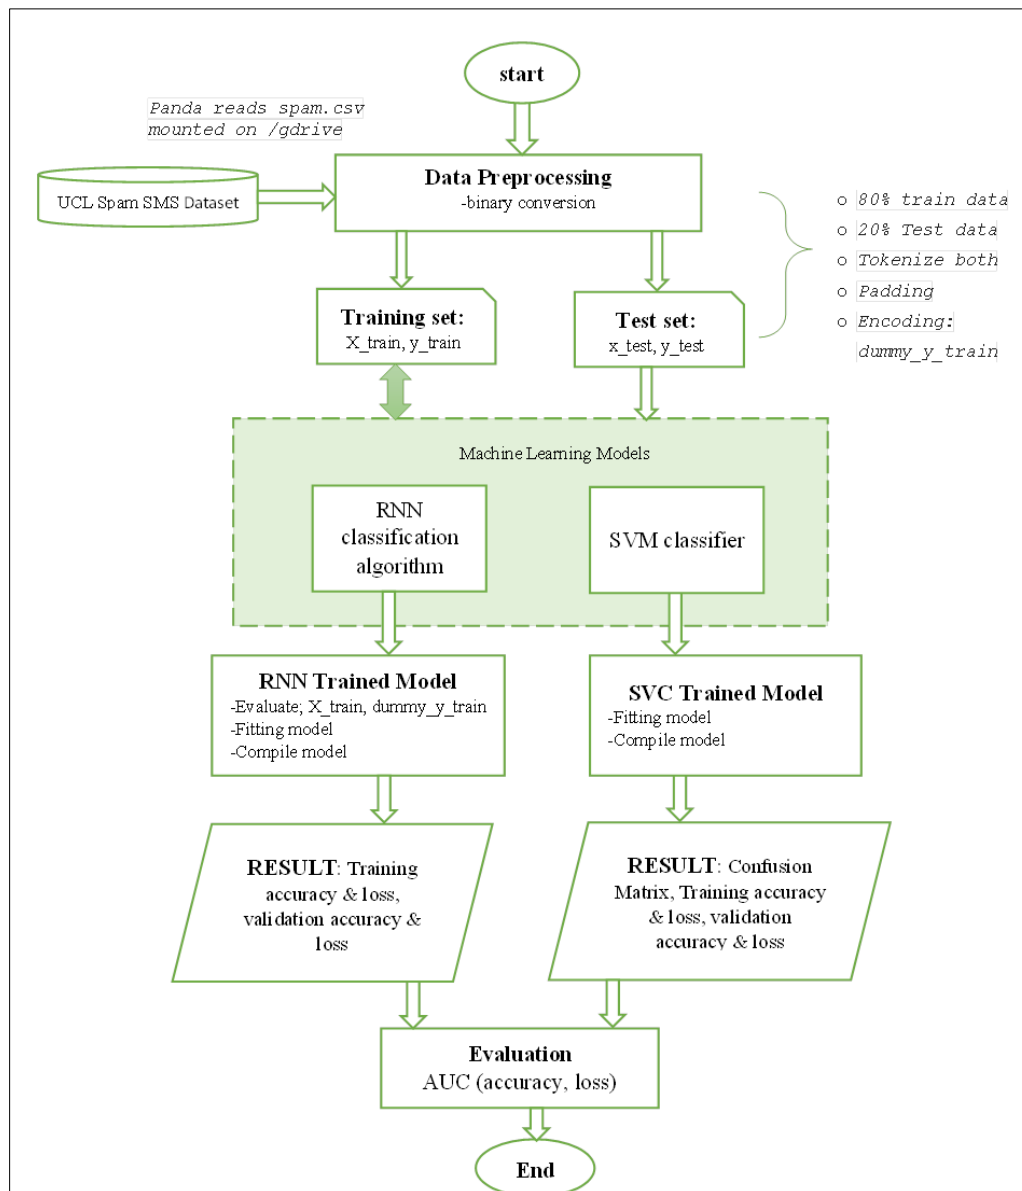 start
Panda reads spam.csv
mounted on /gdrive
UCL Spam SMS Dataset
Data Preprocessing
-binary conversion
o 80% train data
o 20% Test data
o Tokenize both
o Padding
o Encoding:
dummy_y_train
Training set:
X_train, y_train
Test set:
x_test, y_test
Machine Learning Models
RNN
classification
algorithm
SVM classifier
RNN Trained Model
-Evaluate; X_train, dummy_y_train
-Fitting model
-Compile model
SVC Trained Model
-Fitting model
-Compile model
RESULT: Training
accuracy & loss,
validation accuracy &
loss
RESULT: Confusion
Matrix, Training accuracy
& loss, validation
accuracy & loss
Evaluation
AUC (accuracy, loss)
End